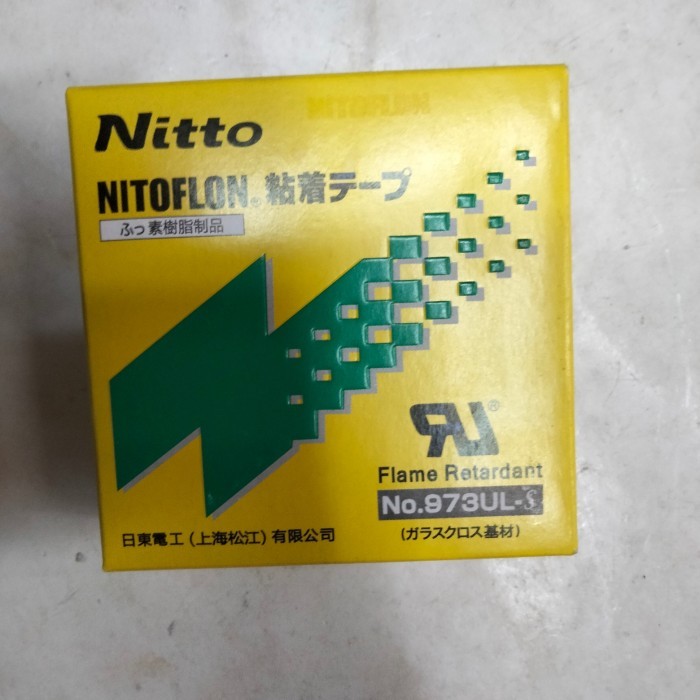 NITOFLON
Nitto
NITOFLON® 粘着テープ
ふっ素樹脂制品
®
Flame Retardant
No.973UL-S
日東電工(上海松江)有限公司
(ガラスクロス基材)